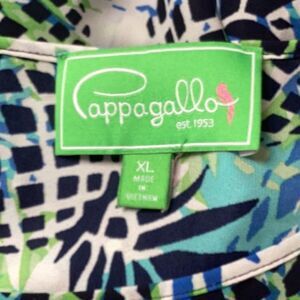 Pappagallo
est. 1953
XL
MADE
IN
VIETNAM